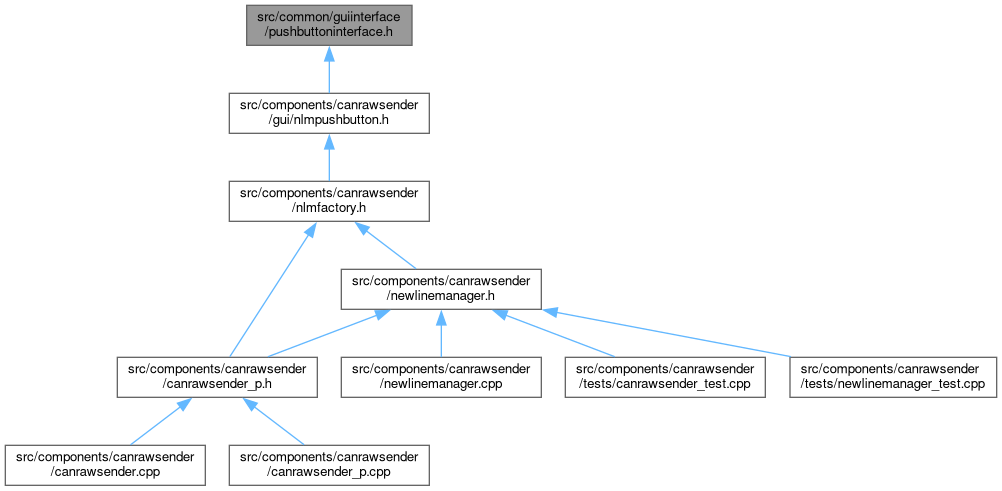 src/common/guiinterface
/pushbuttoninterface.h
src/components/canrawsender
/gui/nlmpushbutton.h
src/components/canrawsender
/nlmfactory.h
src/components/canrawsender
/newlinemanager.h
src/components/canrawsender
/canrawsender_p.h
src/components/canrawsender
/newlinemanager.cpp
src/components/canrawsender
/tests/canrawsender_test.cpp
src/components/canrawsender
/tests/newlinemanager_test.cpp
src/components/canrawsender
/canrawsender.cpp
src/components/canrawsender
/canrawsender_p.cpp